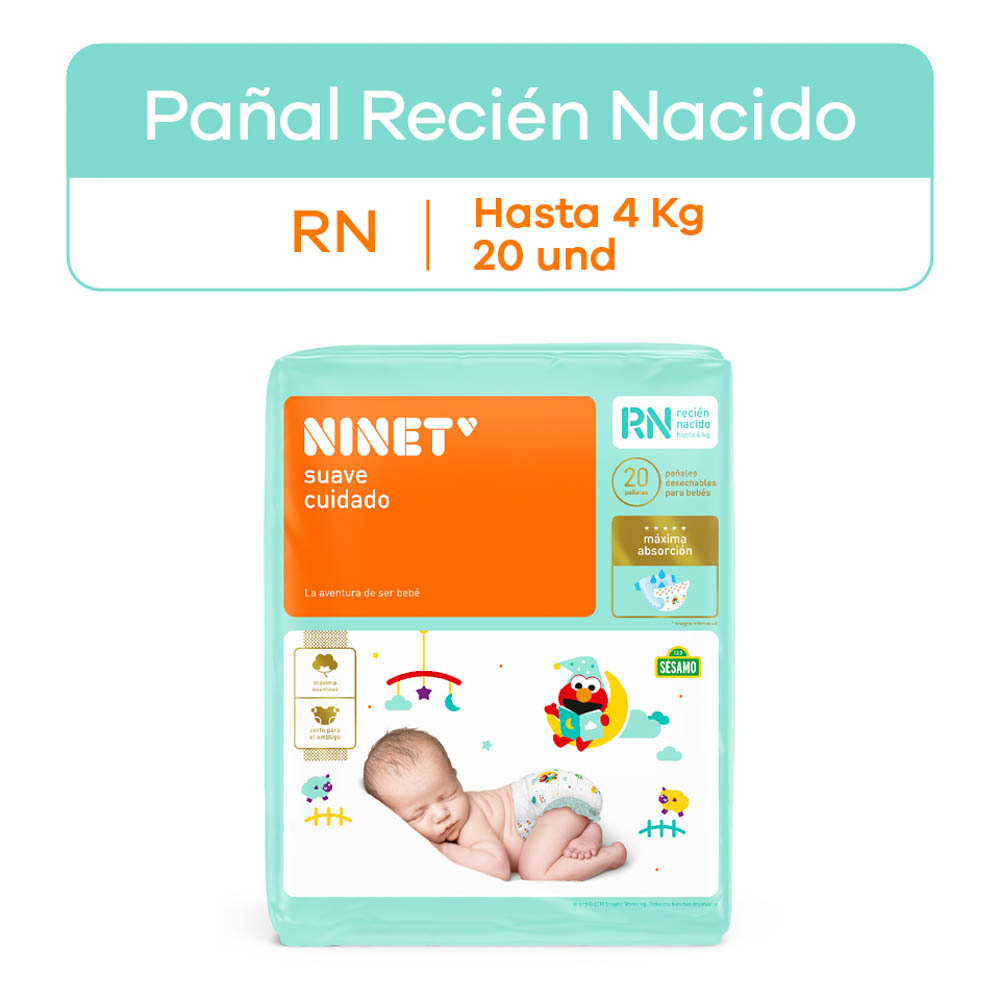 Pañal Recién Nacido
RN
Hasta 4 Kg
20 und
NINET
suave
cuidado
La aventura de ser bebé
RN
recién
nacido
hasta 4 kg
20
pañales
pañales
desechables
para bebés
máxima
absorción
máxima
suavidad
corte para
el ombligo
123
SÉSAMO